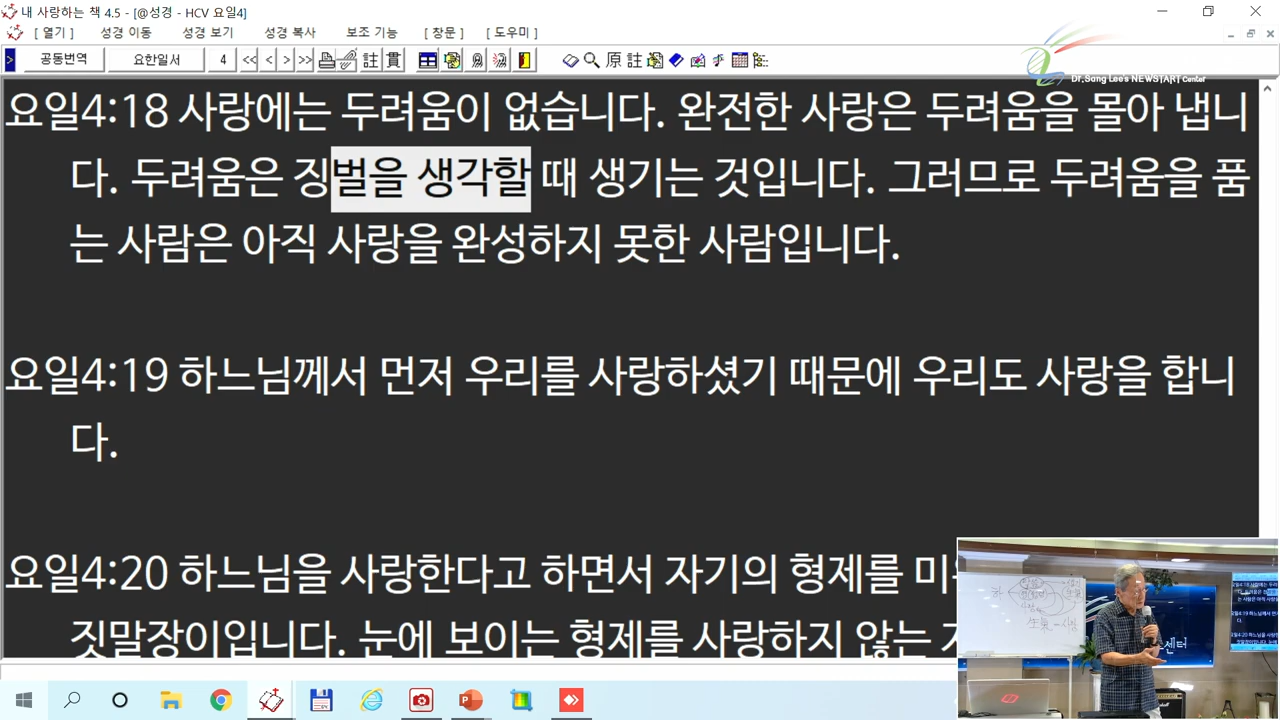 내 사랑하는 책 4.5 - [@성경 - HCV 요일4]
[ 열기 ] 성경 이동 성경 보기 성경 복사 보조 기능 [ 창문 ] [ 도우미 ]
공동번역 요한일서 4 << < > >> 註 貫 原 註
Dr.Sang Lee's NEWSTART Center
요일4:18 사랑에는 두려움이 없습니다. 완전한 사랑은 두려움을 몰아 냅니
다. 두려움은 징벌을 생각할 때 생기는 것입니다. 그러므로 두려움을 품
는 사람은 아직 사랑을 완성하지 못한 사람입니다.
요일4:19 하느님께서 먼저 우리를 사랑하셨기 때문에 우리도 사랑을 합니
다.
요일4:20 하느님을 사랑한다고 하면서 자기의 형제를
짓말장이입니다. 눈에 보이는 형제를 사랑하지 않는
센터